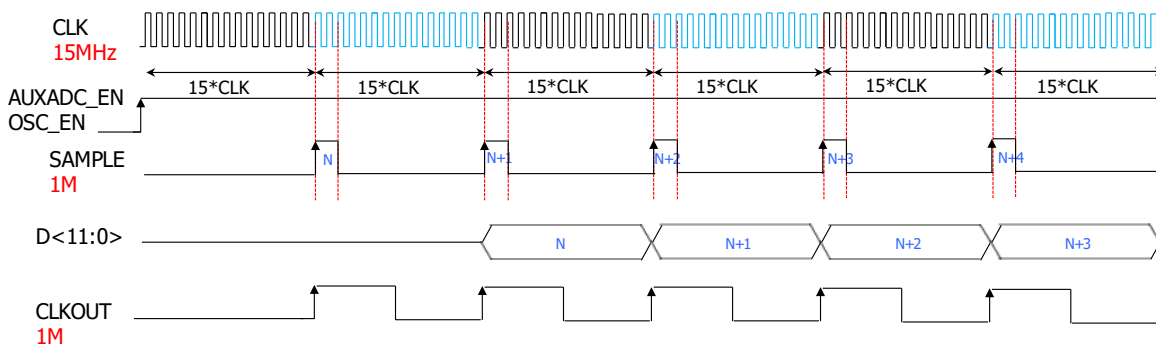 CLK
15MHz
15*CLK 15*CLK 15*CLK 15*CLK 15*CLK 15*CLK
AUXADC_EN
OSC_EN
SAMPLE
1M
N N+1 N+2 N+3 N+4
D<11:0>
N N+1 N+2 N+3
CLKOUT
1M